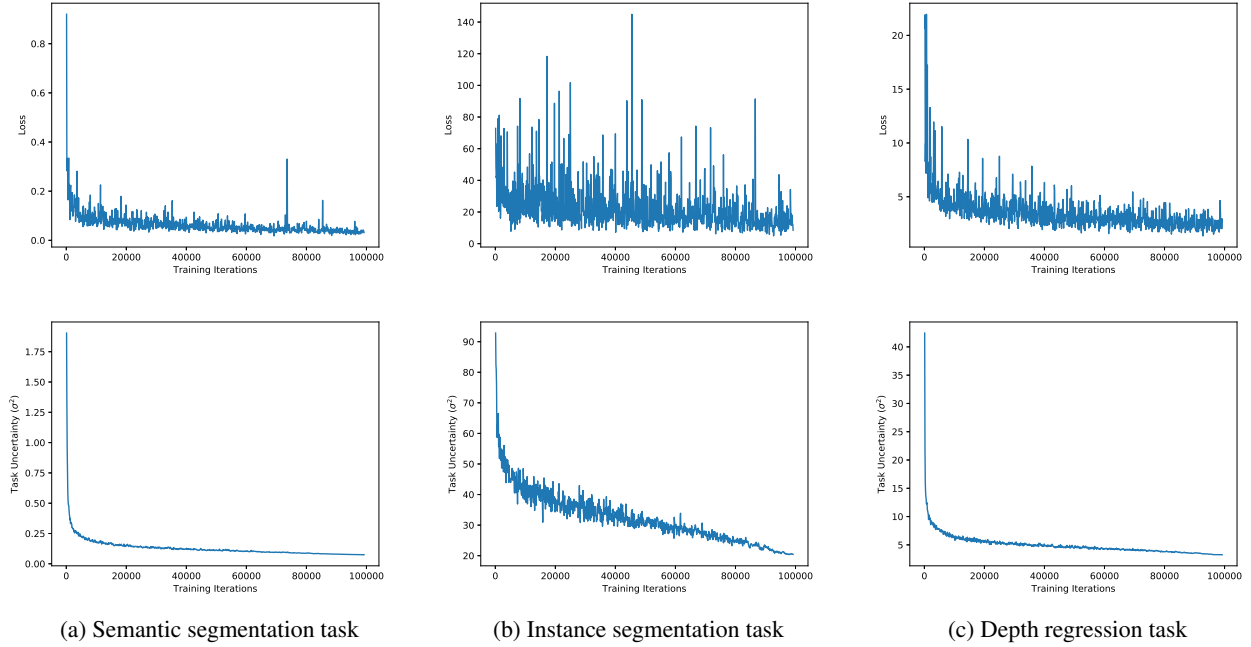 0.8
0.6
0.4
0.2
0.0
Loss
0 20000 40000 60000 80000 100000
Training Iterations
140
120
100
80
60
40
20
0
Loss
0 20000 40000 60000 80000 100000
Training Iterations
20
15
10
5
Loss
0 20000 40000 60000 80000 100000
Training Iterations
1.75
1.50
1.25
1.00
0.75
0.50
0.25
0.00
Task Uncertainty (σ²)
0 20000 40000 60000 80000 100000
Training Iterations
90
80
70
60
50
40
30
20
Task Uncertainty (σ²)
0 20000 40000 60000 80000 100000
Training Iterations
40
35
30
25
20
15
10
5
Task Uncertainty (σ²)
0 20000 40000 60000 80000 100000
Training Iterations
(a) Semantic segmentation task
(b) Instance segmentation task
(c) Depth regression task